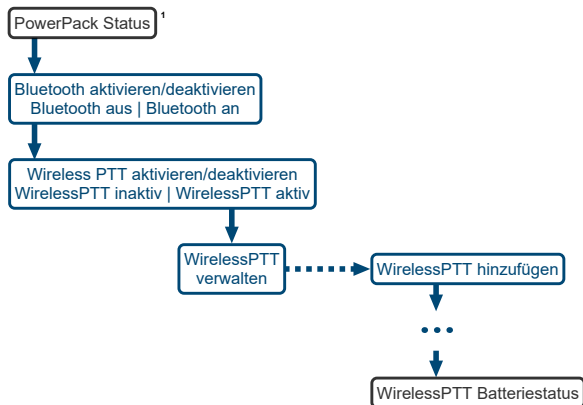 PowerPack Status ¹
Bluetooth aktivieren/deaktivieren
Bluetooth aus | Bluetooth an
Wireless PTT aktivieren/deaktivieren
WirelessPTT inaktiv | WirelessPTT aktiv
WirelessPTT
verwalten
WirelessPTT hinzufügen
...
WirelessPTT Batteriestatus